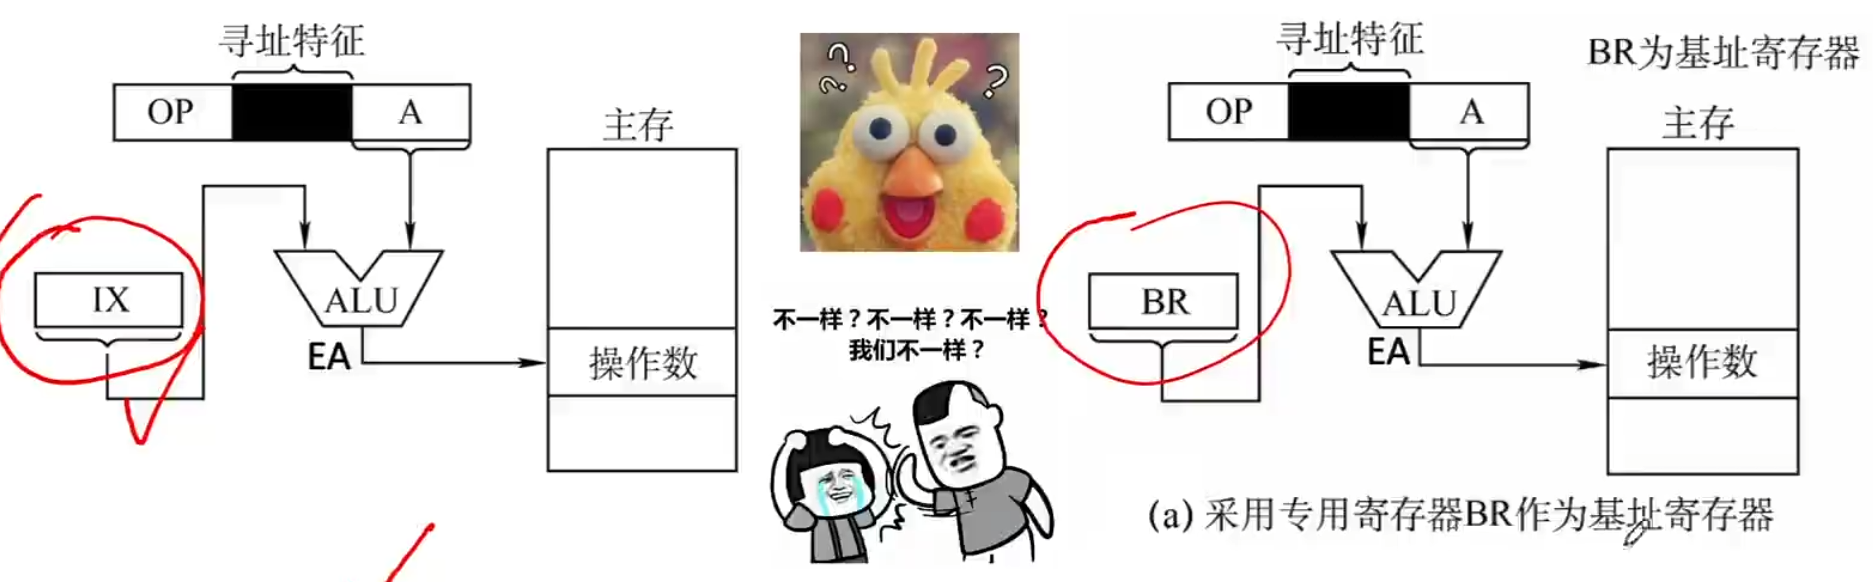 寻址特征
OP
A
主存
IX
ALU
EA
操作数
? ? ?
不一样？不一样？不一样？
我们不一样？
寻址特征
BR为基址寄存器
OP
A
主存
BR
ALU
EA
操作数
(a) 采用专用寄存器BR作为基址寄存器